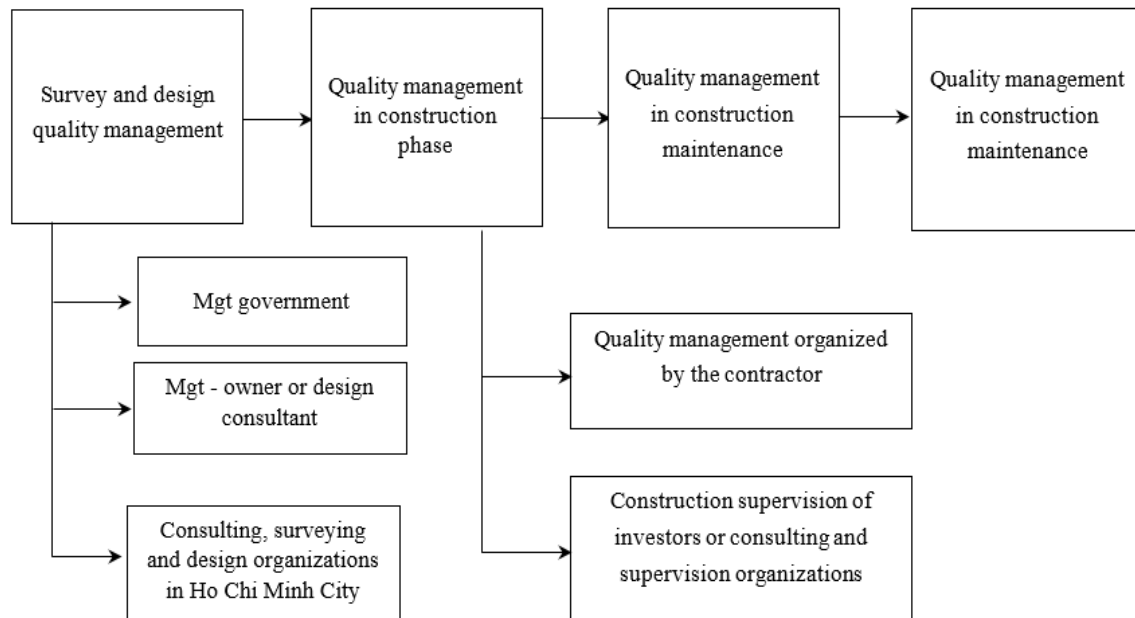 Survey and design
quality management
Quality management
in construction
phase
Quality management
in construction
maintenance
Quality management
in construction
maintenance
Mgt government
Mgt - owner or design
consultant
Consulting, surveying
and design organizations
in Ho Chi Minh City
Quality management organized
by the contractor
Construction supervision of
investors or consulting and
supervision organizations